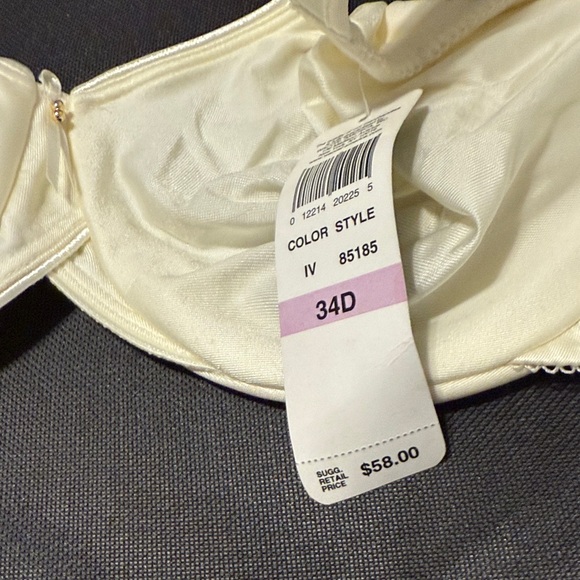 0 12214 20225 5
COLOR STYLE
IV 85185
34D
SUGG.
RETAIL
PRICE
$58.00